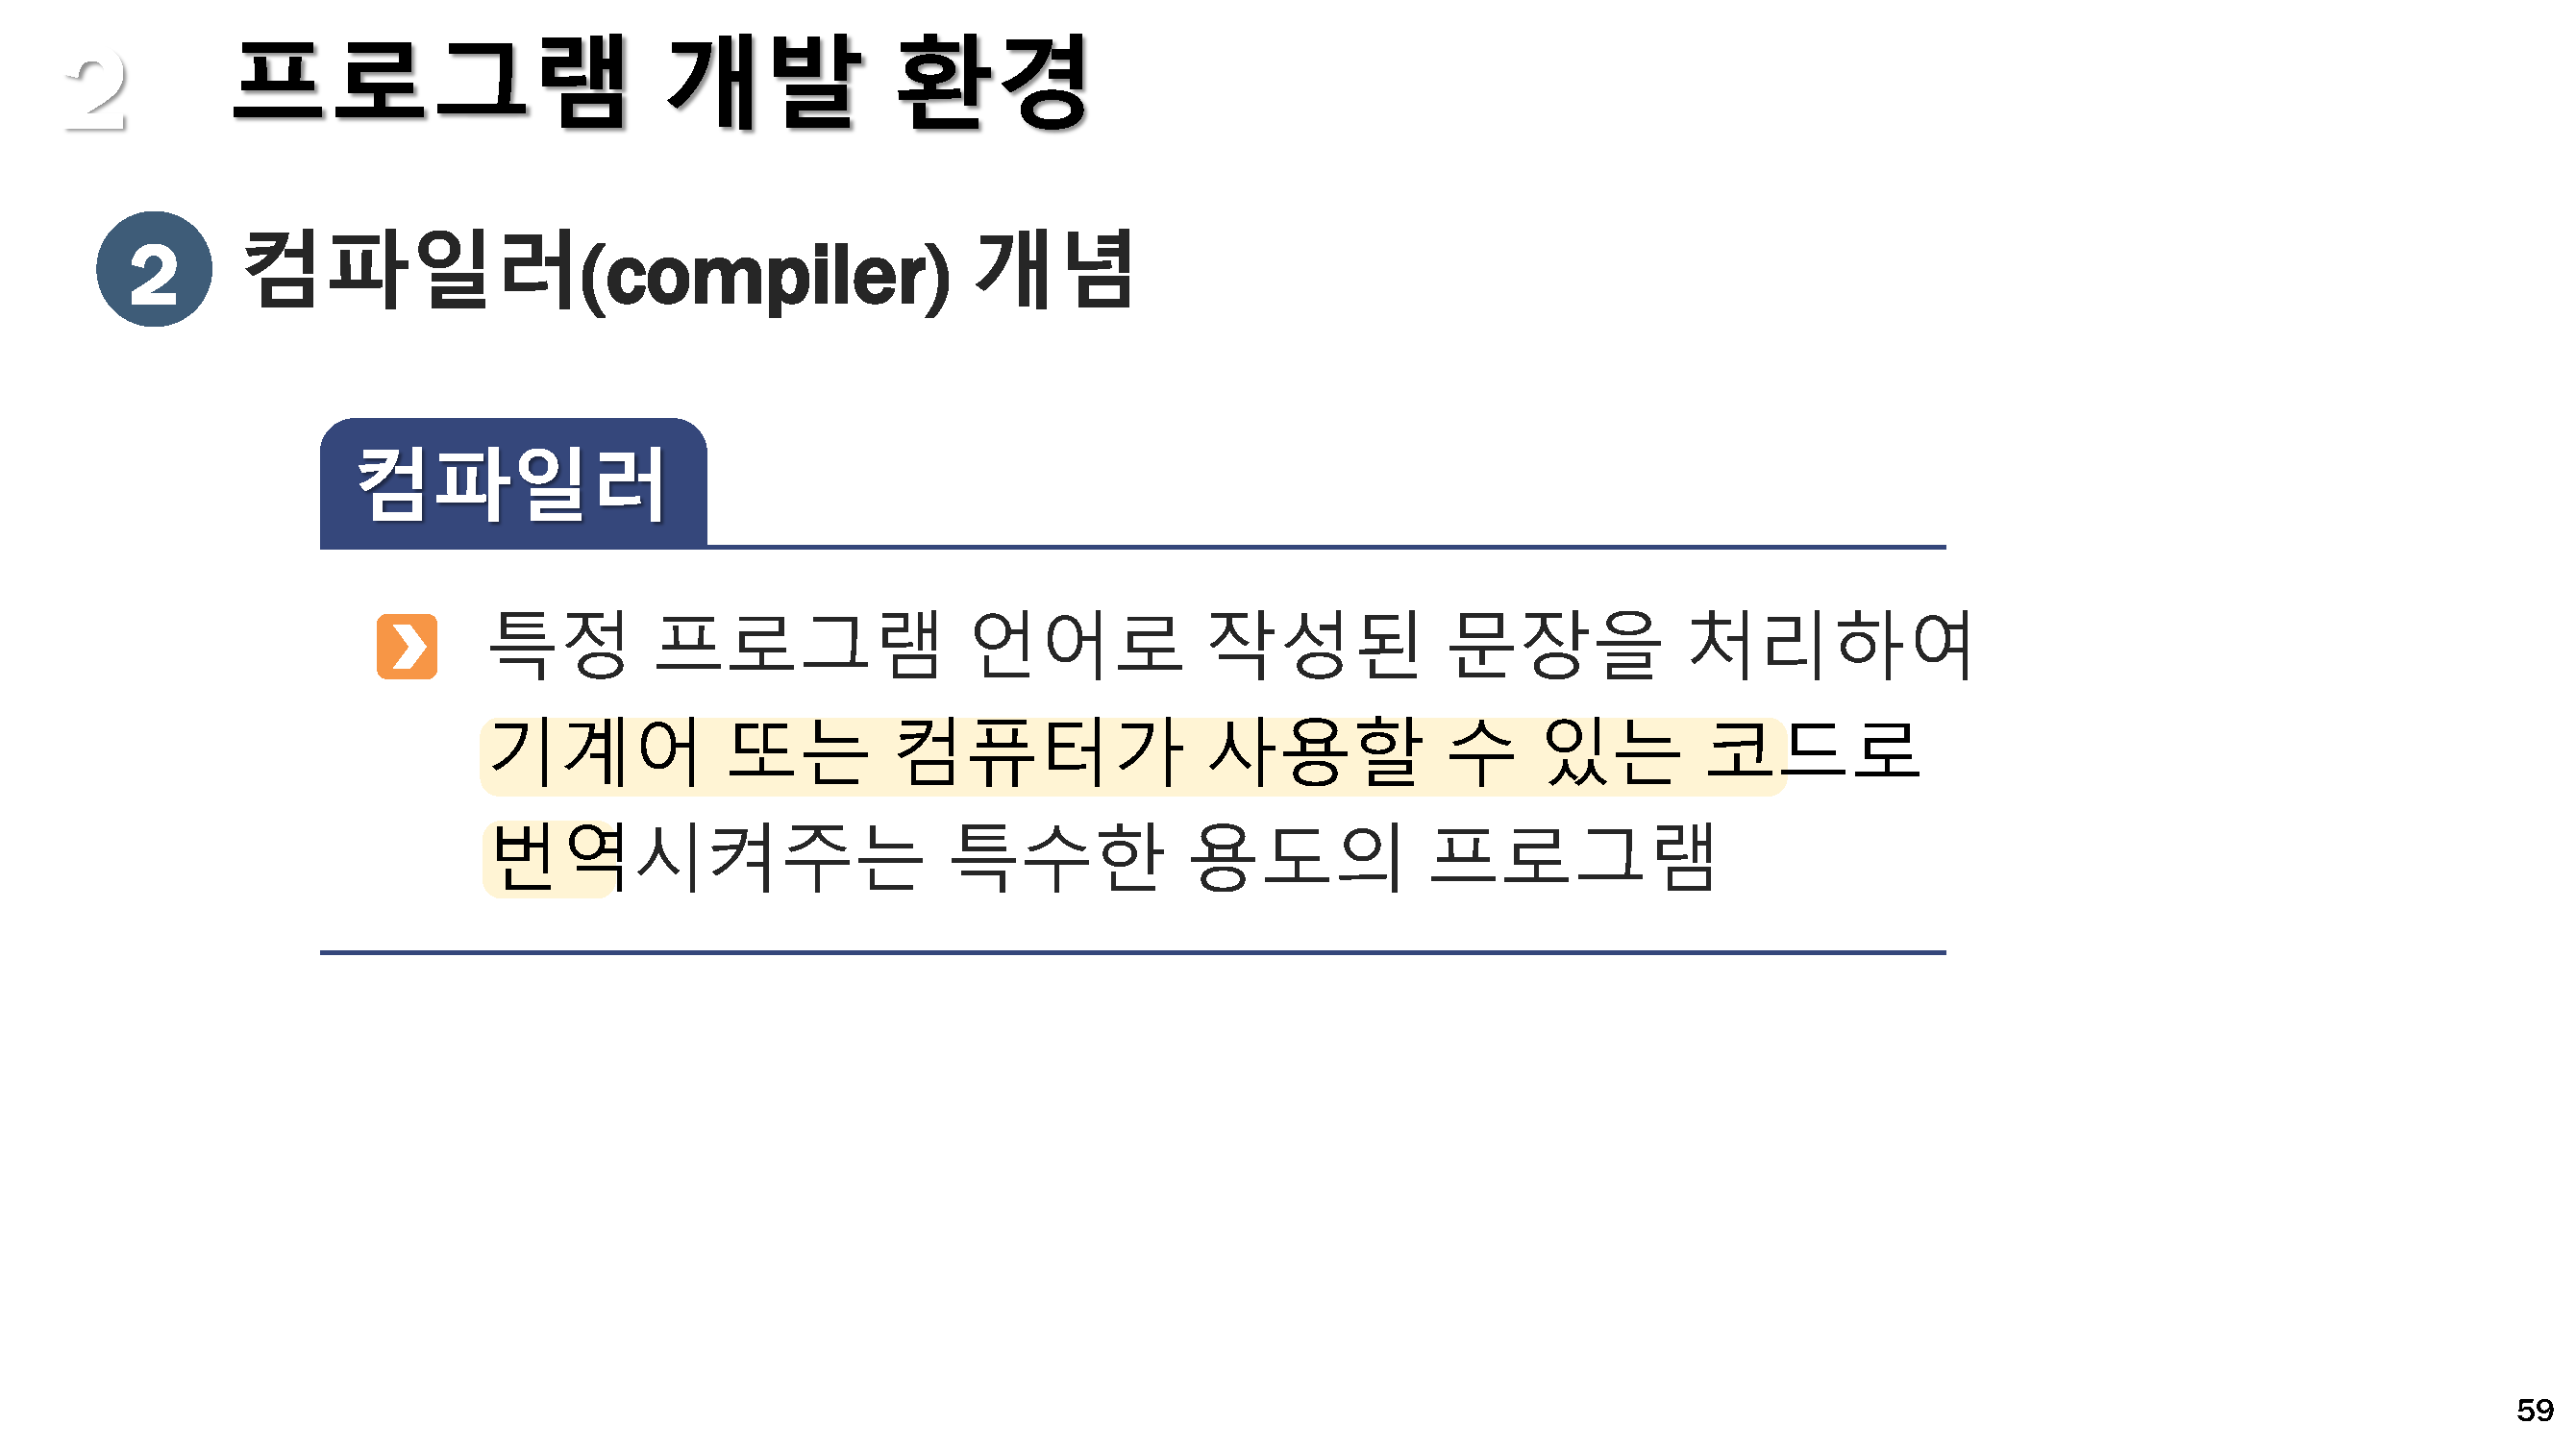 2 프로그램 개발 환경
2 컴파일러(compiler) 개념
컴파일러
특정 프로그램 언어로 작성된 문장을 처리하여
기계어 또는 컴퓨터가 사용할 수 있는 코드로
번역시켜주는 특수한 용도의 프로그램
59